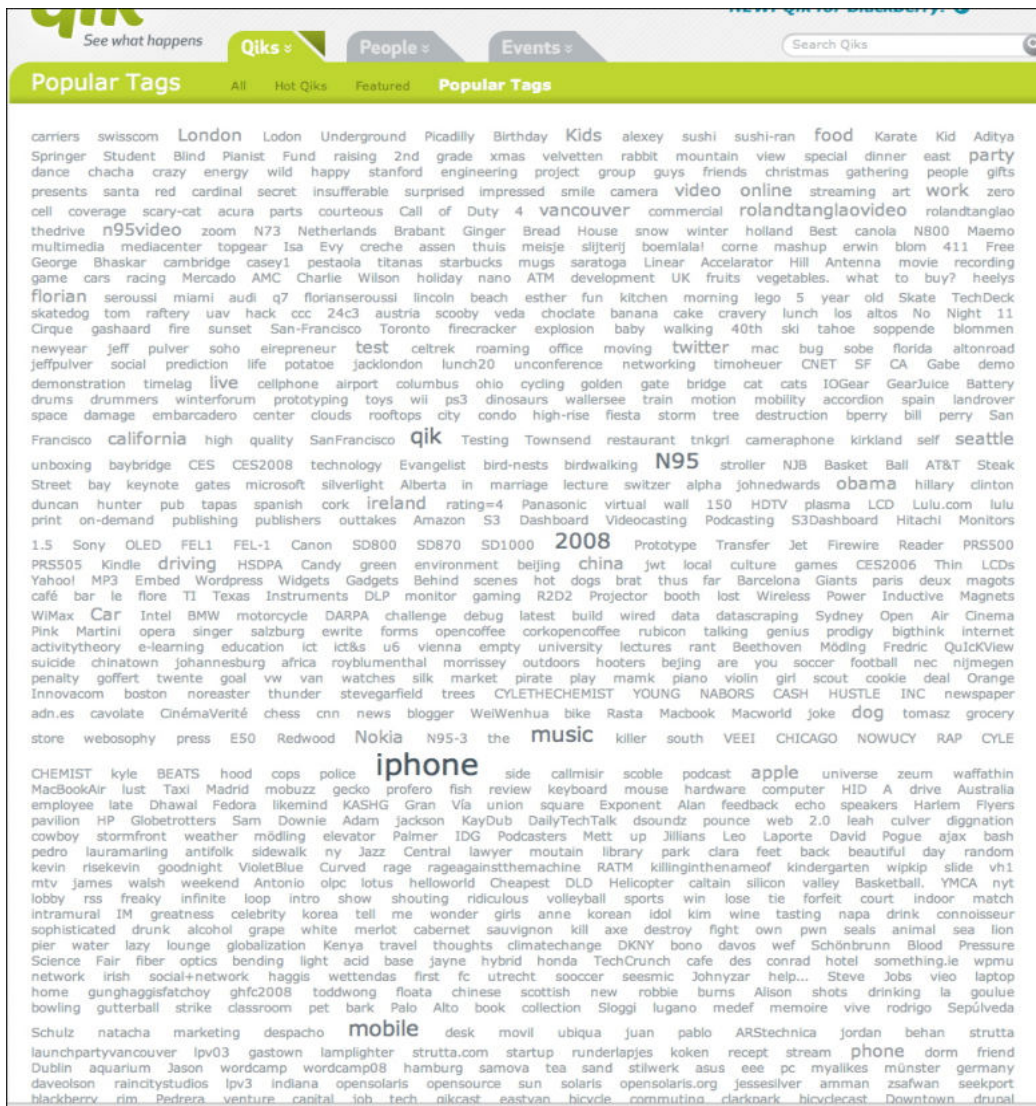 qik
See what happens
NEW! Qik for BlackBerry!
Qiks People Events Search Qiks
Popular Tags All Hot Qiks Featured Popular Tags
carriers swisscom London Lodon Underground Picadilly Birthday Kids alexey sushi sushi-ran food Karate Kid Aditya
Springer Student Blind Pianist Fund raising 2nd grade xmas velvetten rabbit mountain view special dinner east party
dance chacha crazy energy wild happy stanford engineering project group guys friends christmas gathering people gifts
presents santa red cardinal secret insufferable surprised impressed smile camera video online streaming art work zero
cell coverage scary-cat acura parts courteous Call of Duty 4 vancouver commercial rolandtanglaovideo rolandtanglao
thedrive n95video zoom N73 Netherlands Brabant Ginger Bread House snow winter holland Best canola N800 Maemo
multimedia mediacenter topgear Isa Evy creche assen thuis meisje slijterij boemlala! corne mashup erwin blom 411 Free
George Bhaskar cambridge casey1 pestaola titanas starbucks mugs saratoga Linear Accelarator Hill Antenna movie recording
game cars racing Mercado AMC Charlie Wilson holiday nano ATM development UK fruits vegetables. what to buy? heelys
florian seroussi miami audi q7 florianseroussi lincoln beach esther fun kitchen morning lego 5 year old Skate TechDeck
skatedog tom raftery uav hack ccc 24c3 austria scooby veda choclate banana cake cravery lunch los altos No Night 11
Cirque gashaard fire sunset San-Francisco Toronto firecracker explosion baby walking 40th ski tahoe soppende blommen
newyear jeff pulver soho eirepreneur test celtrek roaming office moving twitter mac bug sobe florida altonroad
jeffpulver social prediction life potatoe jacklondon lunch20 unconference networking timoheuer CNET SF CA Gabe demo
demonstration timelag live cellphone airport columbus ohio cycling golden gate bridge cat cats IOGear GearJuice Battery
drums drummers winterforum prototyping toys wii ps3 dinosaurs wallersee train motion mobility accordion spain landrover
space damage embarcadero center clouds rooftops city condo high-rise fiesta storm tree destruction bperry bill perry San
Francisco california high quality SanFrancisco qik Testing Townsend restaurant tnkgrl cameraphone kirkland self seattle
unboxing baybridge CES CES2008 technology Evangelist bird-nests birdwalking N95 stroller NJB Basket Ball AT&T Steak
Street bay keynote gates microsoft silverlight Alberta in marriage lecture switzer alpha johnedwards obama hillary clinton
duncan hunter pub tapas spanish cork ireland rating=4 Panasonic virtual wall 150 HDTV plasma LCD Lulu.com lulu
print on-demand publishing publishers outtakes Amazon S3 Dashboard Videocasting Podcasting S3Dashboard Hitachi Monitors
1.5 Sony OLED FEL1 FEL-1 Canon SD800 SD870 SD1000 2008 Prototype Transfer Jet Firewire Reader PRS500
PRS505 Kindle driving HSDPA Candy green environment beijing china jwt local culture games CES2006 Thin LCDs
Yahoo! MP3 Embed Wordpress Widgets Gadgets Behind scenes hot dogs brat thus far Barcelona Giants paris deux magots
café bar le flore TI Texas Instruments DLP monitor gaming R2D2 Projector booth lost Wireless Power Inductive Magnets
WiMax Car Intel BMW motorcycle DARPA challenge debug latest build wired data datascraping Sydney Open Air Cinema
Pink Martini opera singer salzburg ewrite forms opencoffee corkopencoffee rubicon talking genius prodigy bigthink internet
activitytheory e-learning education ict ict&s u6 vienna empty university lectures rant Beethoven Möding Fredric QuIcKView
suicide chinatown johannesburg africa royblumenthal morrissey outdoors hooters bejing are you soccer football nec nijmegen
penalty goffert twente goal vw van watches silk market pirate play mamk piano violin girl scout cookie deal Orange
Innovacom boston noreaster thunder stevegarfield trees CYLETHECHEMIST YOUNG NABORS CASH HUSTLE INC newspaper
adn.es cavolate CinémaVerité chess cnn news blogger WeiWenhua bike Rasta Macbook Macworld joke dog tomasz grocery
store webosophy press E50 Redwood Nokia N95-3 the music killer south VEEI CHICAGO NOWUCY RAP CYLE
CHEMIST kyle BEATS hood cops police iphone side callmisir scoble podcast apple universe zeum waffathin
MacBookAir lust Taxi Madrid mobuzz gecko profero fish review keyboard mouse hardware computer HID A drive Australia
employee late Dhawal Fedora likemind KASHG Gran Vía union square Exponent Alan feedback echo speakers Harlem Flyers
pavilion HP Globetrotters Sam Downie Adam jackson KayDub DailyTechTalk dsoundz pounce web 2.0 leah culver diggnation
cowboy stormfront weather mödling elevator Palmer IDG Podcasters Mett up Jillians Leo Laporte David Pogue ajax bash
pedro lauramarling antifolk sidewalk ny Jazz Central lawyer moutain library park clara feet back beautiful day random
kevin risekevin goodnight VioletBlue Curved rage rageagainstthemachine RATM killinginthenameof kindergarten wipkip slide vh1
mtv james walsh weekend Antonio olpc lotus helloworld Cheapest DLD Helicopter caltain silicon valley Basketball. YMCA nyt
lobby rss freaky infinite loop intro show shouting ridiculous volleyball sports win lose tie forfeit court indoor match
intramural IM greatness celebrity korea tell me wonder girls anne korean idol kim wine tasting napa drink connoisseur
sophisticated drunk alcohol grape white merlot cabernet sauvignon kill axe destroy fight own pwn seals animal sea lion
pier water lazy lounge globalization Kenya travel thoughts climatechange DKNY bono davos wef Schönbrunn Blood Pressure
Science Fair fiber optics bending light acid base jayne hybrid honda TechCrunch cafe des conrad hotel something.ie wpmu
network irish social+network haggis wettendas first fc utrecht sooccer seesmic Johnyzar help... Steve Jobs vieo laptop
home gunghaggisfatchoy ghfc2008 toddwong floata chinese scottish new robbie burns Alison shots drinking la goulue
bowling gutterball strike classroom pet bark Palo Alto book collection Sloggi lugano medef memoire vive rodrigo Sepúlveda
Schulz natacha marketing despacho mobile desk movil ubiqua juan pablo ARStechnica jordan behan strutta
launchpartyvancouver lpv03 gastown lamplighter strutta.com startup runderlapjes koken recept stream phone dorm friend
Dublin aquarium Jason wordcamp wordcamp08 hamburg samova tea sand stilwerk asus eee pc myalikes münster germany
daveolson raincitystudios lpv3 indiana opensolaris opensource sun solaris opensolaris.org jessesilver amman zsafwan seekport
blackberry rim Pedrera venture capital job tech qikcast eastvan bicycle commuting clarkpark bicyclecast Downtown drupal